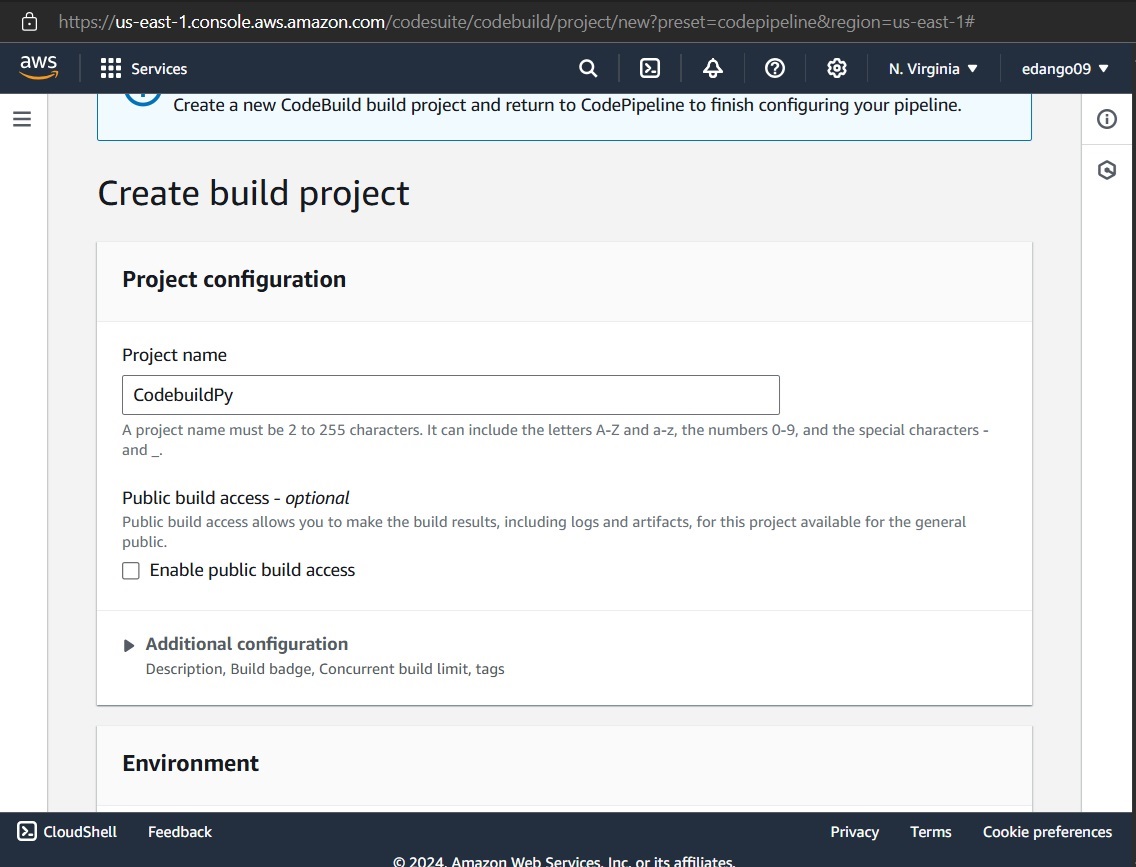 https://us-east-1.console.aws.amazon.com/codesuite/codebuild/project/new?preset=codepipeline&region=us-east-1#
aws Services N. Virginia ▼ edango09 ▼
Create a new CodeBuild build project and return to CodePipeline to finish configuring your pipeline.
Create build project
Project configuration
Project name
CodebuildPy
A project name must be 2 to 255 characters. It can include the letters A-Z and a-z, the numbers 0-9, and the special characters -
and _.
Public build access - optional
Public build access allows you to make the build results, including logs and artifacts, for this project available for the general
public.
Enable public build access
Additional configuration
Description, Build badge, Concurrent build limit, tags
Environment
CloudShell Feedback Privacy Terms Cookie preferences
© 2024, Amazon Web Services, Inc. or its affiliates.